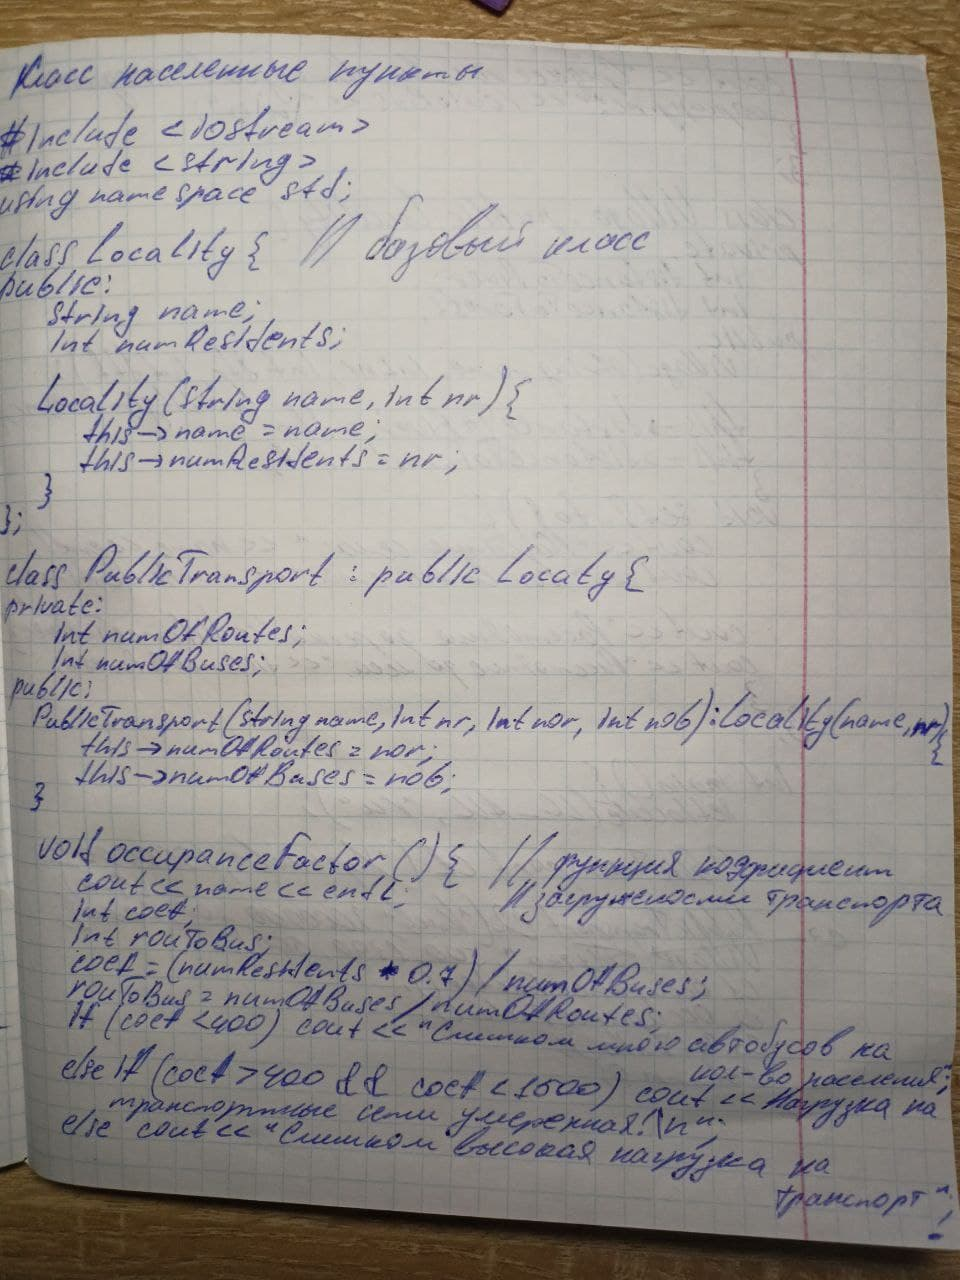 Класс населенные пункты
#include <iostream>
#include <string>
using namespace std;
class Locality { // базовый класс
public:
string name;
int numResidents;
Locality (string name, int nr) {
this->name = name;
this->numResidents = nr;
}
};
class PublicTransport : public Locaty {
private:
int numOfRoutes;
int numOfBuses;
public:
PublicTransport (string name, int nr, int nor, int nob) : Locality (name, nr) {
this->numOfRoutes = nor;
this->numOfBuses = nob;
}
void occupanceFactor () { // функция коэфициент
cout << name << endl; // загружености транспорта
int coef;
int rouToBus;
coef = (numResidents * 0.7) / numOfBuses;
rouToBus = numOfBuses / numOfRoutes;
if (coef < 400) cout << "Слишком много автобусов на
кол-во населения";
else if (coef > 400 && coef < 1500) cout << "Нагрузка на
транспортные сети умеренная!\n";
else cout << "Слишком высокая нагрузка на
транспорт!";